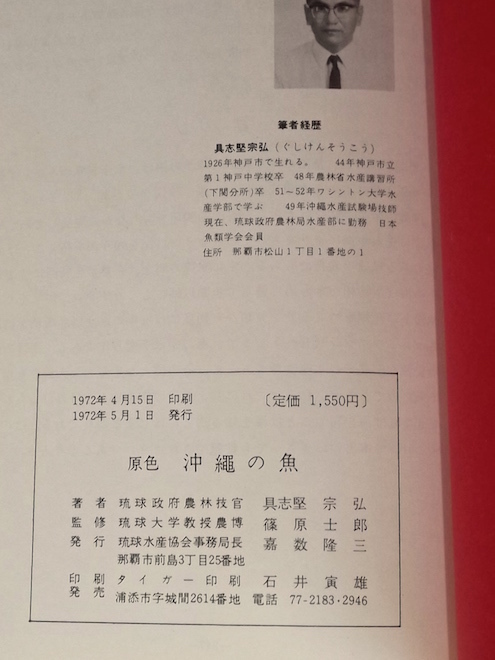 筆者経歴
具志堅宗弘(ぐしけんそうこう)
1926年神戸市で生れる。 44年神戸市立
第1神戸中学校卒 48年農林省水産講習所
(下関分所)卒 51～52年ワシントン大学水
産学部で学ぶ 49年沖縄水産試験場技師
現在、琉球政府農林局水産部に勤務 日本
魚類学会会員
住所 那覇市松山1丁目1番地の1
1972年4月15日 印刷 〔定価 1,550円〕
1972年5月1日 発行
原色 沖繩の魚
著者 琉球政府農林技官 具志堅宗弘
監修 琉球大学教授農博 篠原士郎
発行 琉球水産協会事務局長 嘉数隆三
那覇市前島3丁目25番地
印刷 タイガー印刷 石井寅雄
発売 浦添市字城間2614番地 電話 77-2183・2946